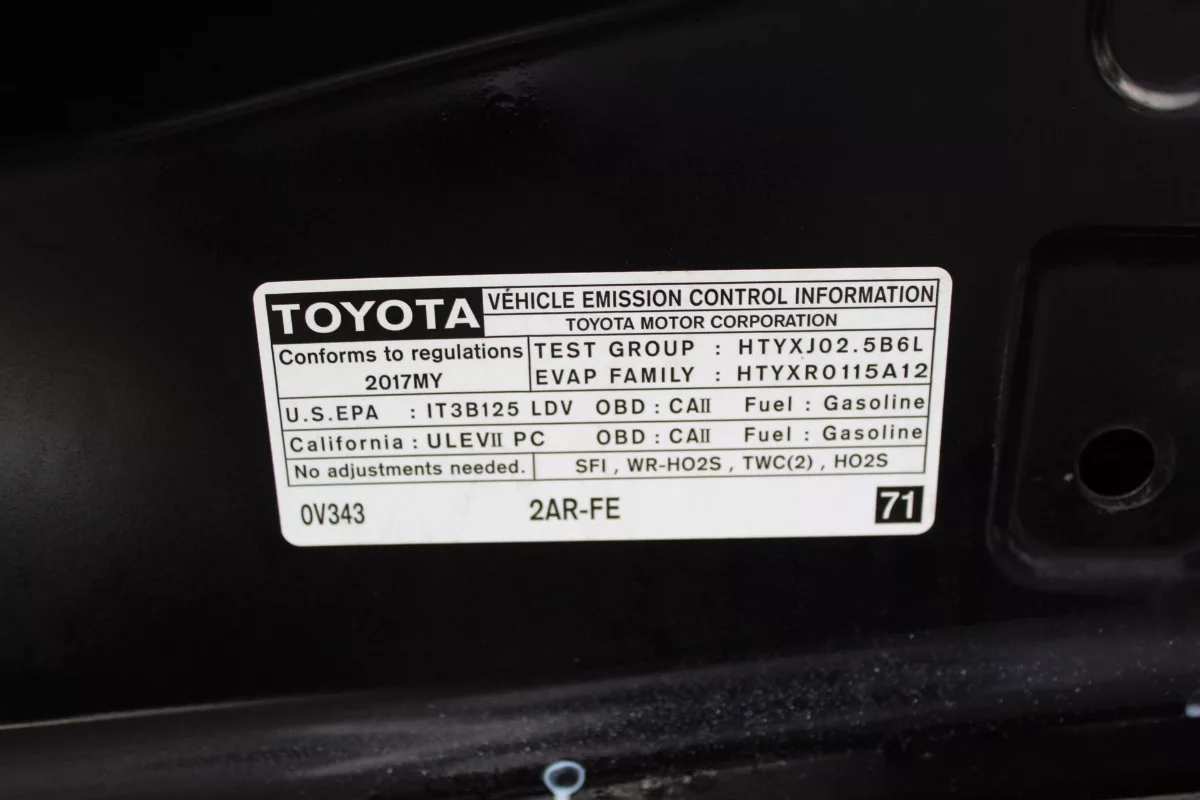 TOYOTA VEHICLE EMISSION CONTROL INFORMATION
TOYOTA MOTOR CORPORATION
Conforms to regulations
2017MY
TEST GROUP : HTYXJ02.5B6L
EVAP FAMILY : HTYXR0115A12
U.S.EPA : IT3B125 LDV OBD : CAII Fuel : Gasoline
California : ULEVII PC OBD : CAII Fuel : Gasoline
No adjustments needed. SFI , WR-HO2S , TWC(2) , HO2S
0V343 2AR-FE 71